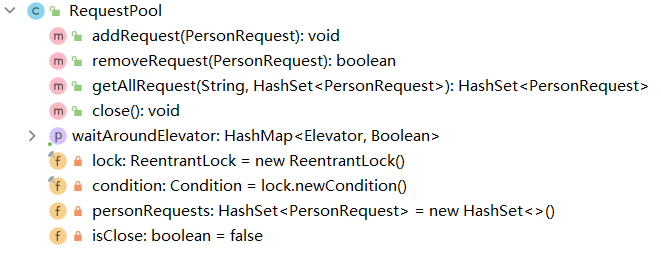 RequestPool
addRequest(PersonRequest): void
removeRequest(PersonRequest): boolean
getAllRequest(String, HashSet<PersonRequest>): HashSet<PersonRequest>
close(): void
waitAroundElevator: HashMap<Elevator, Boolean>
lock: ReentrantLock = new ReentrantLock()
condition: Condition = lock.newCondition()
personRequests: HashSet<PersonRequest> = new HashSet<>()
isClose: boolean = false